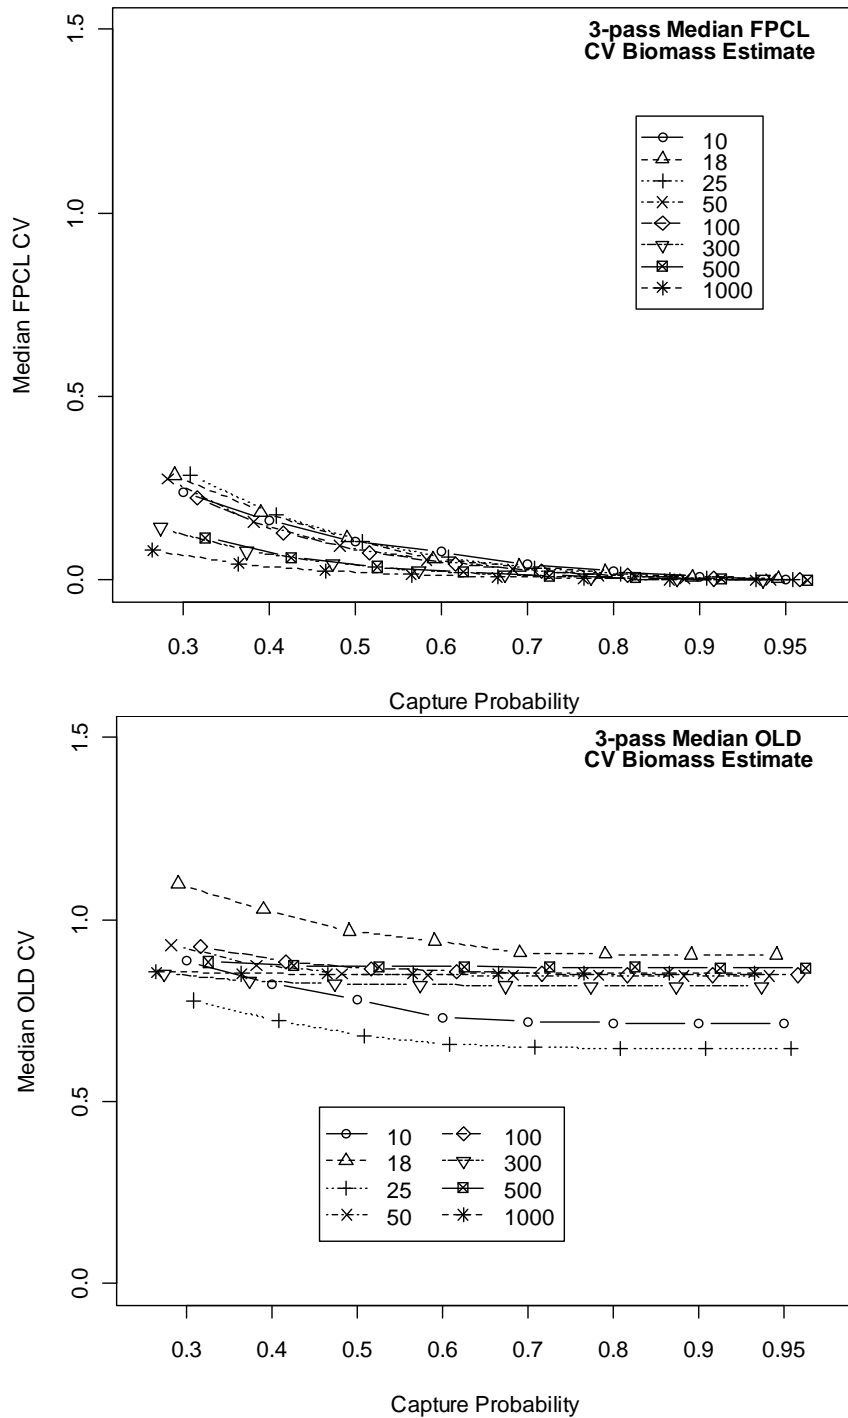 3-pass Median FPCL
CV Biomass Estimate
1.5
1.0
0.5
0.0
Median FPCL CV
10
18
25
50
100
300
500
1000
0.3 0.4 0.5 0.6 0.7 0.8 0.9 0.95
Capture Probability
3-pass Median OLD
CV Biomass Estimate
1.5
1.0
0.5
0.0
Median OLD CV
10 100
18 300
25 500
50 1000
0.3 0.4 0.5 0.6 0.7 0.8 0.9 0.95
Capture Probability